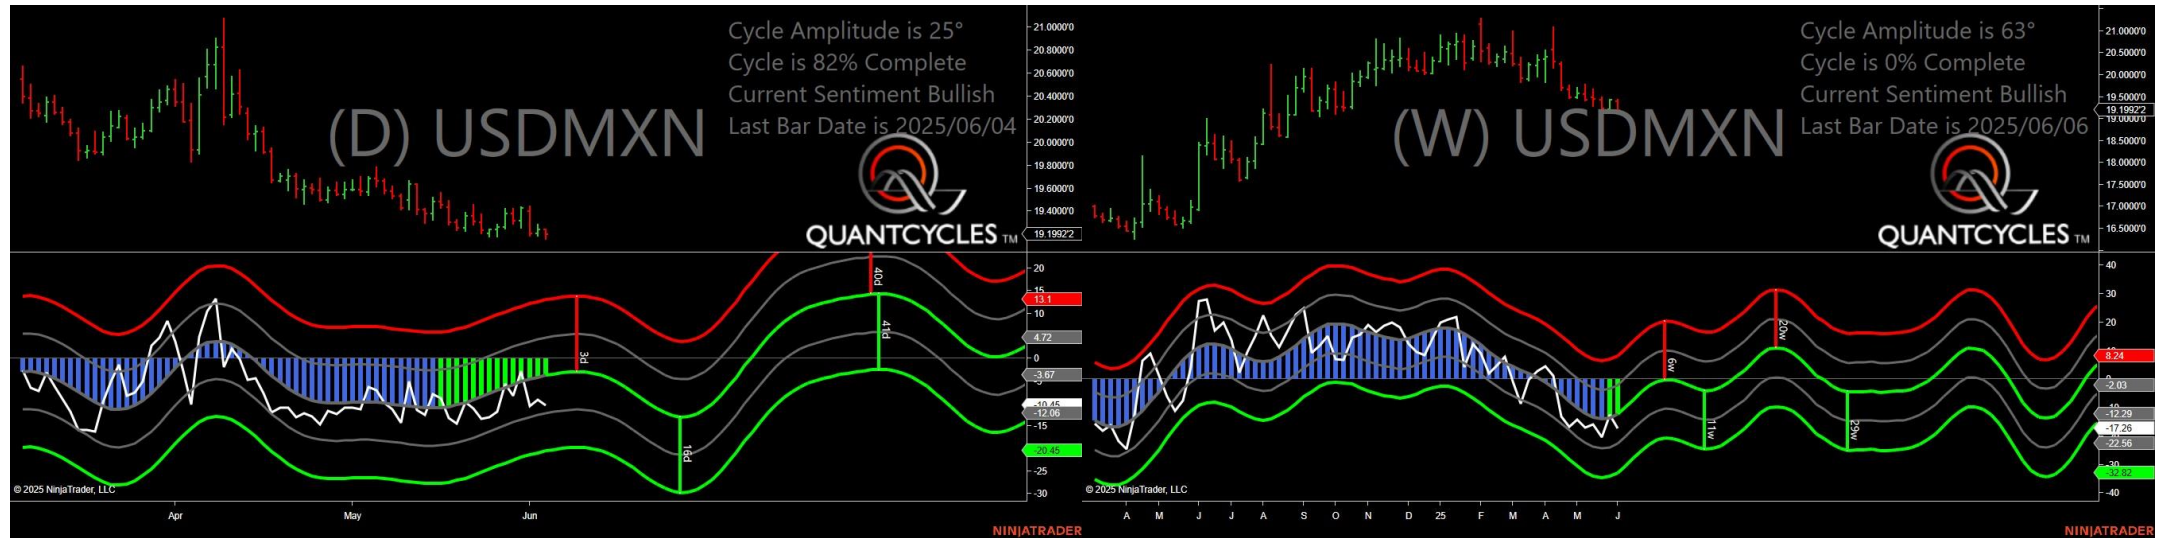 Cycle Amplitude is 25°
Cycle is 82% Complete
Current Sentiment Bullish
Last Bar Date is 2025/06/04
(D) USDMXN
QUANTCYCLES TM
21.0000'0
20.8000'0
20.6000'0
20.4000'0
20.2000'0
20.0000'0
19.8000'0
19.6000'0
19.4000'0
19.1992'2
20
15
13.1
10
4.72
0
-3.67
-10.45
-12.06
-15
-20.45
-25
-30
3d
16d
40d
41d
© 2025 NinjaTrader, LLC
Apr
May
Jun
NINJATRADER
Cycle Amplitude is 63°
Cycle is 0% Complete
Current Sentiment Bullish
Last Bar Date is 2025/06/06
(W) USDMXN
QUANTCYCLES TM
21.0000'0
20.5000'0
20.0000'0
19.5000'0
19.1992'2
19.0000'0
18.5000'0
18.0000'0
17.5000'0
17.0000'0
16.5000'0
40
30
20
8.24
-2.03
-12.29
-17.26
-22.56
-30
-32.82
-40
6w
11w
20w
29w
© 2025 NinjaTrader, LLC
A M J J A S O N D 25 F M A M J
NINJATRADER